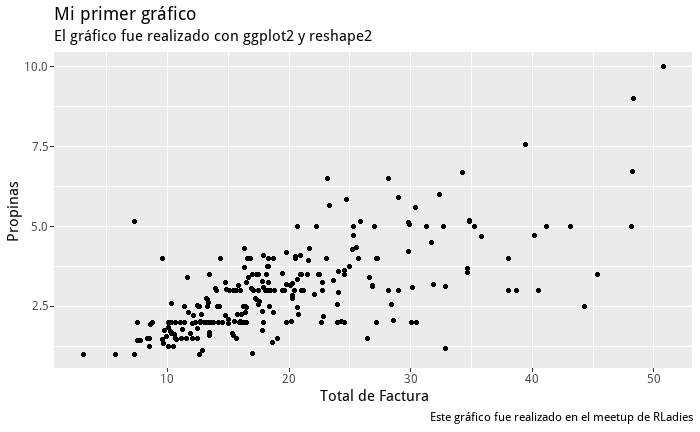 Mi primer gráfico
El gráfico fue realizado con ggplot2 y reshape2
10.0
7.5
5.0
2.5
Propinas
10 20 30 40 50
Total de Factura
Este gráfico fue realizado en el meetup de RLadies